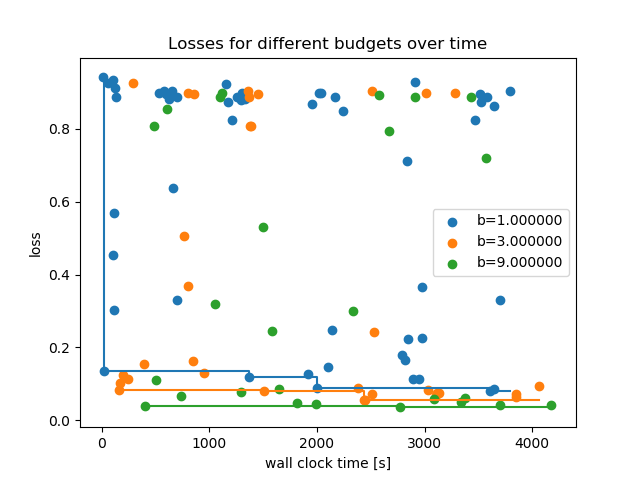 Losses for different budgets over time
loss
0.8
0.6
0.4
0.2
0.0
b=1.000000
b=3.000000
b=9.000000
0 1000 2000 3000 4000
wall clock time [s]